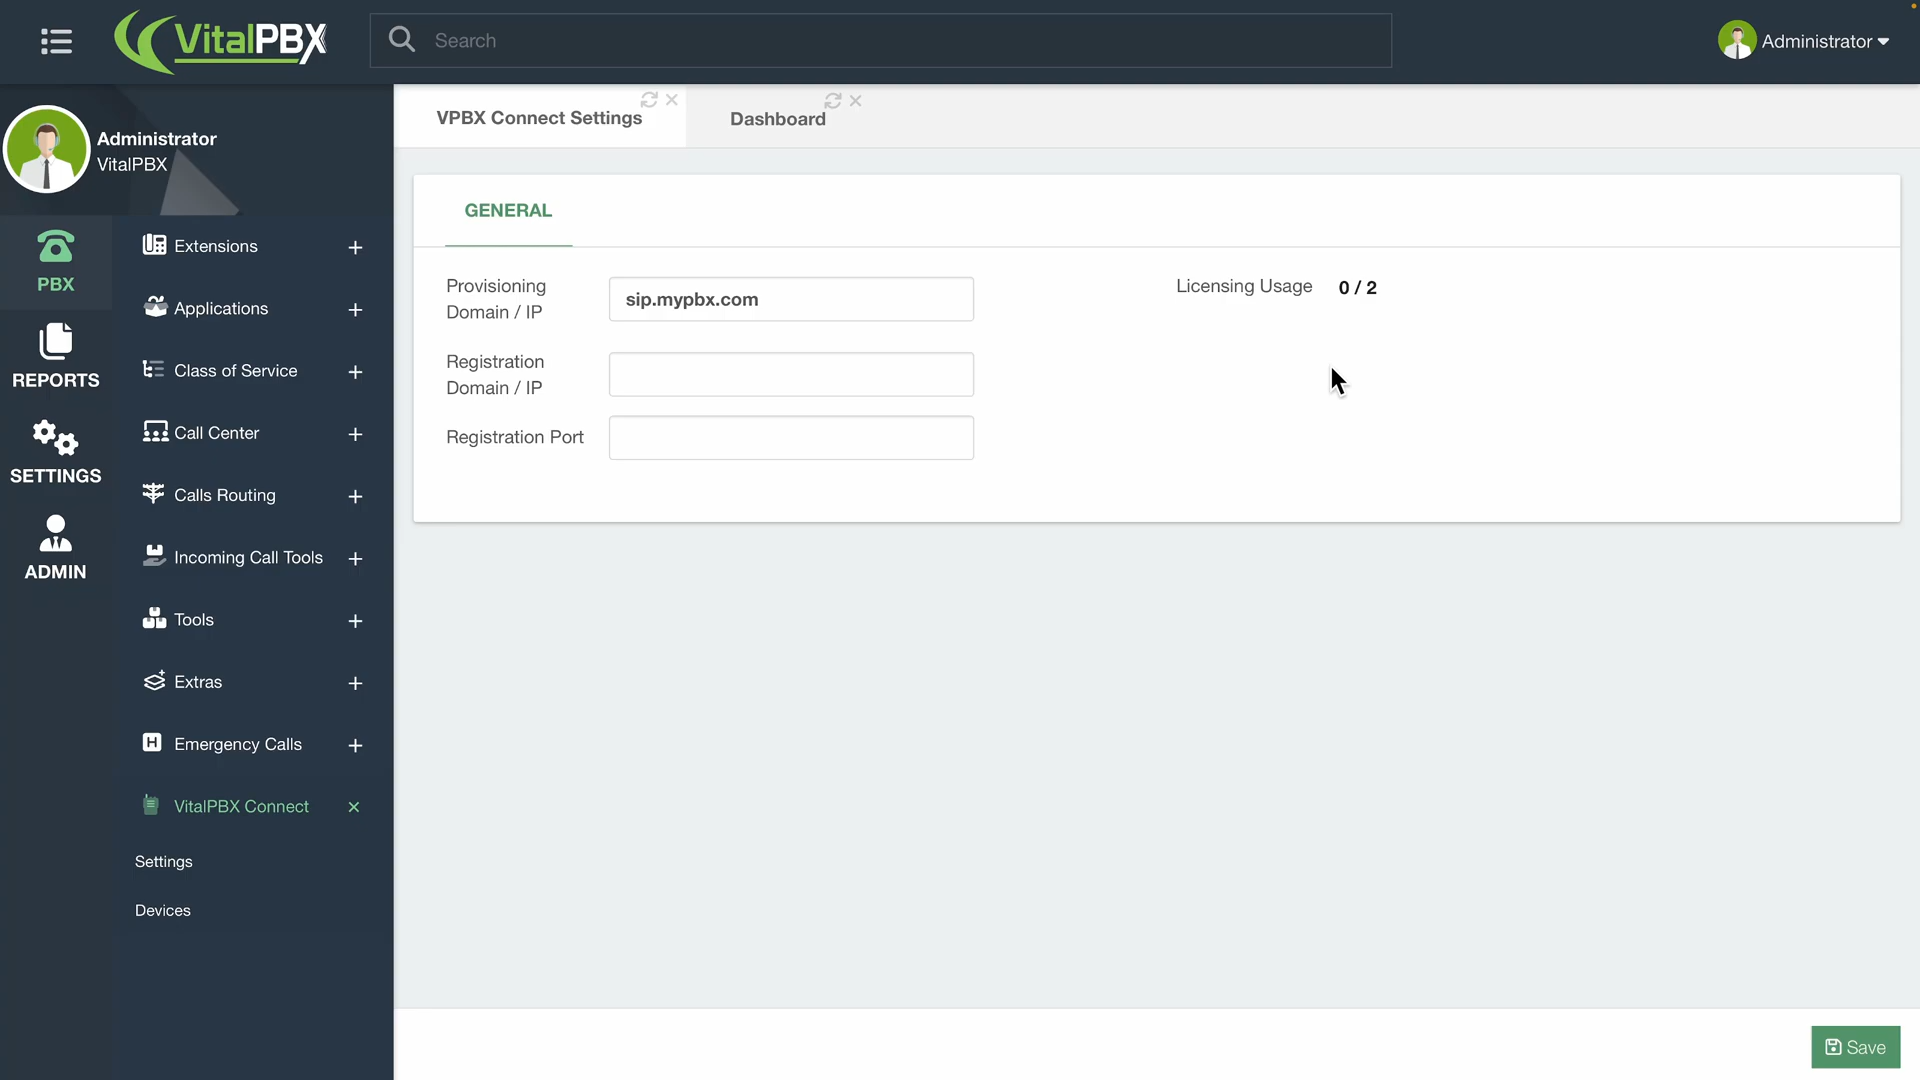 VitalPBX
Search
Administrator
Administrator
VitalPBX
PBX
REPORTS
SETTINGS
ADMIN
Extensions
Applications
Class of Service
Call Center
Calls Routing
Incoming Call Tools
Tools
Extras
Emergency Calls
VitalPBX Connect
Settings
Devices
VPBX Connect Settings
Dashboard
GENERAL
Provisioning
Domain / IP
sip.mypbx.com
Registration
Domain / IP
Registration Port
Licensing Usage
0 / 2
Save